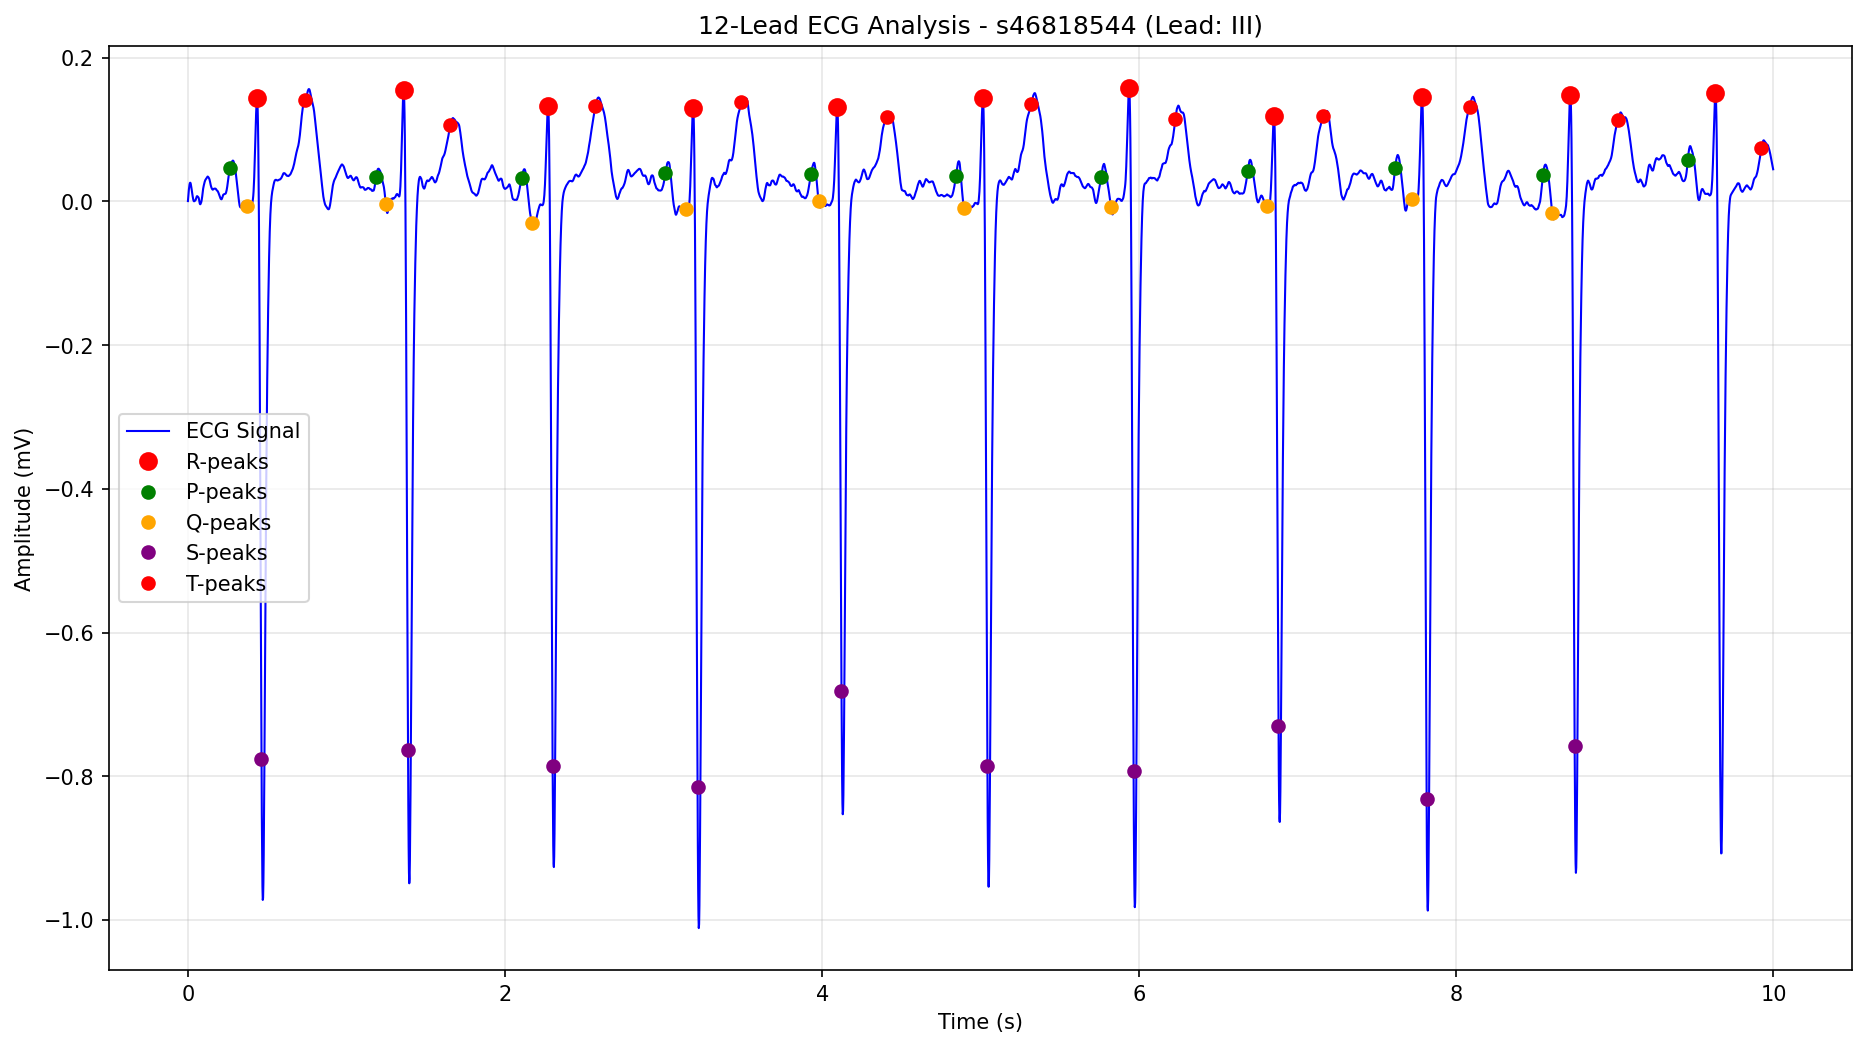 12-Lead ECG Analysis - s46818544 (Lead: III)
0.2
0.0
−0.2
−0.4
−0.6
−0.8
−1.0
Amplitude (mV)
ECG Signal
R-peaks
P-peaks
Q-peaks
S-peaks
T-peaks
0 2 4 6 8 10
Time (s)